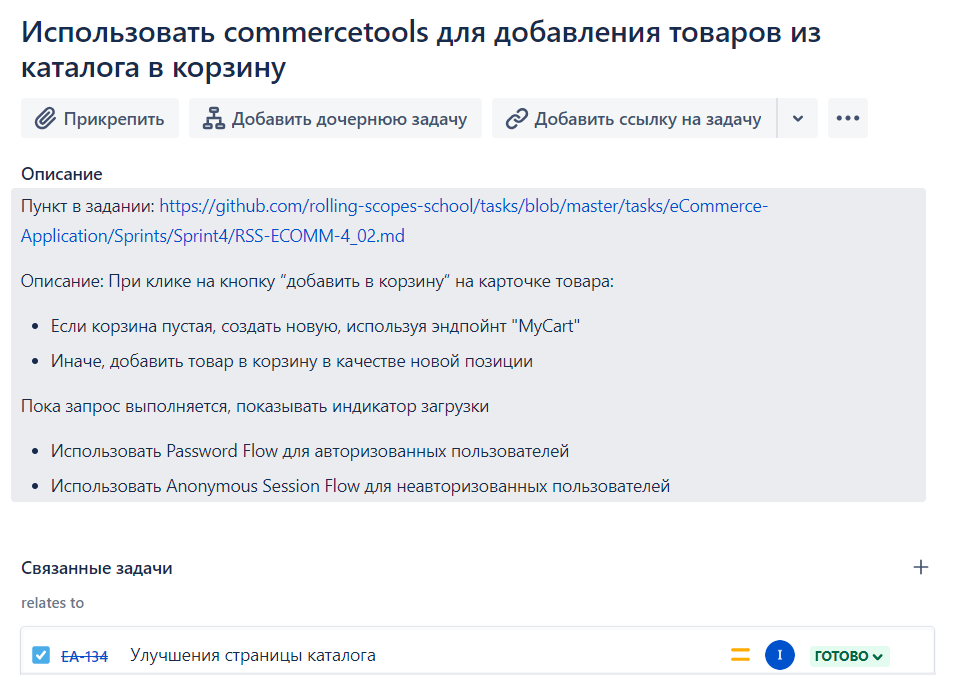 Использовать commercetools для добавления товаров из
каталога в корзину
Прикрепить
Добавить дочернюю задачу
Добавить ссылку на задачу
Описание
Пункт в задании: https://github.com/rolling-scopes-school/tasks/blob/master/tasks/eCommerce-
Application/Sprints/Sprint4/RSS-ECOMM-4_02.md
Описание: При клике на кнопку “добавить в корзину” на карточке товара:
• Если корзина пустая, создать новую, используя эндпойнт "MyCart"
• Иначе, добавить товар в корзину в качестве новой позиции
Пока запрос выполняется, показывать индикатор загрузки
• Использовать Password Flow для авторизованных пользователей
• Использовать Anonymous Session Flow для неавторизованных пользователей
Связанные задачи
relates to
EA-134 Улучшения страницы каталога I ГОТОВО